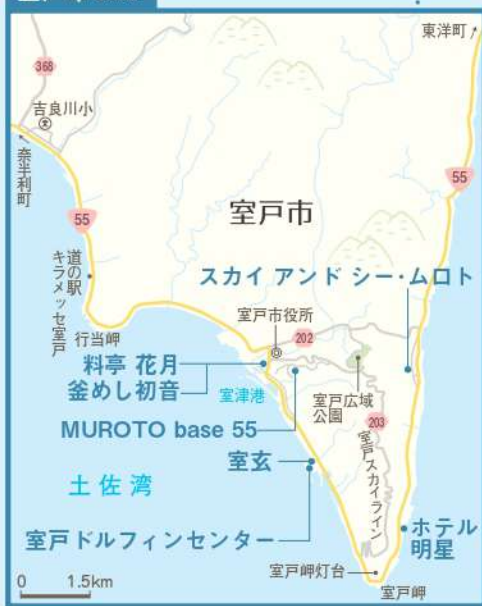 東洋町
368
吉良川小
奈半利町
55
55
室戸市
道の駅
キラメッセ室戸
スカイ アンド シー・ムロト
室戸市役所
202
行当岬
料亭 花月
釜めし初音
室津港
室戸広域
公園
203
MUROTO base 55
室玄
室戸スカイライン
土佐湾
室戸ドルフィンセンター
ホテル
明星
室戸岬灯台
室戸岬
0 1.5km